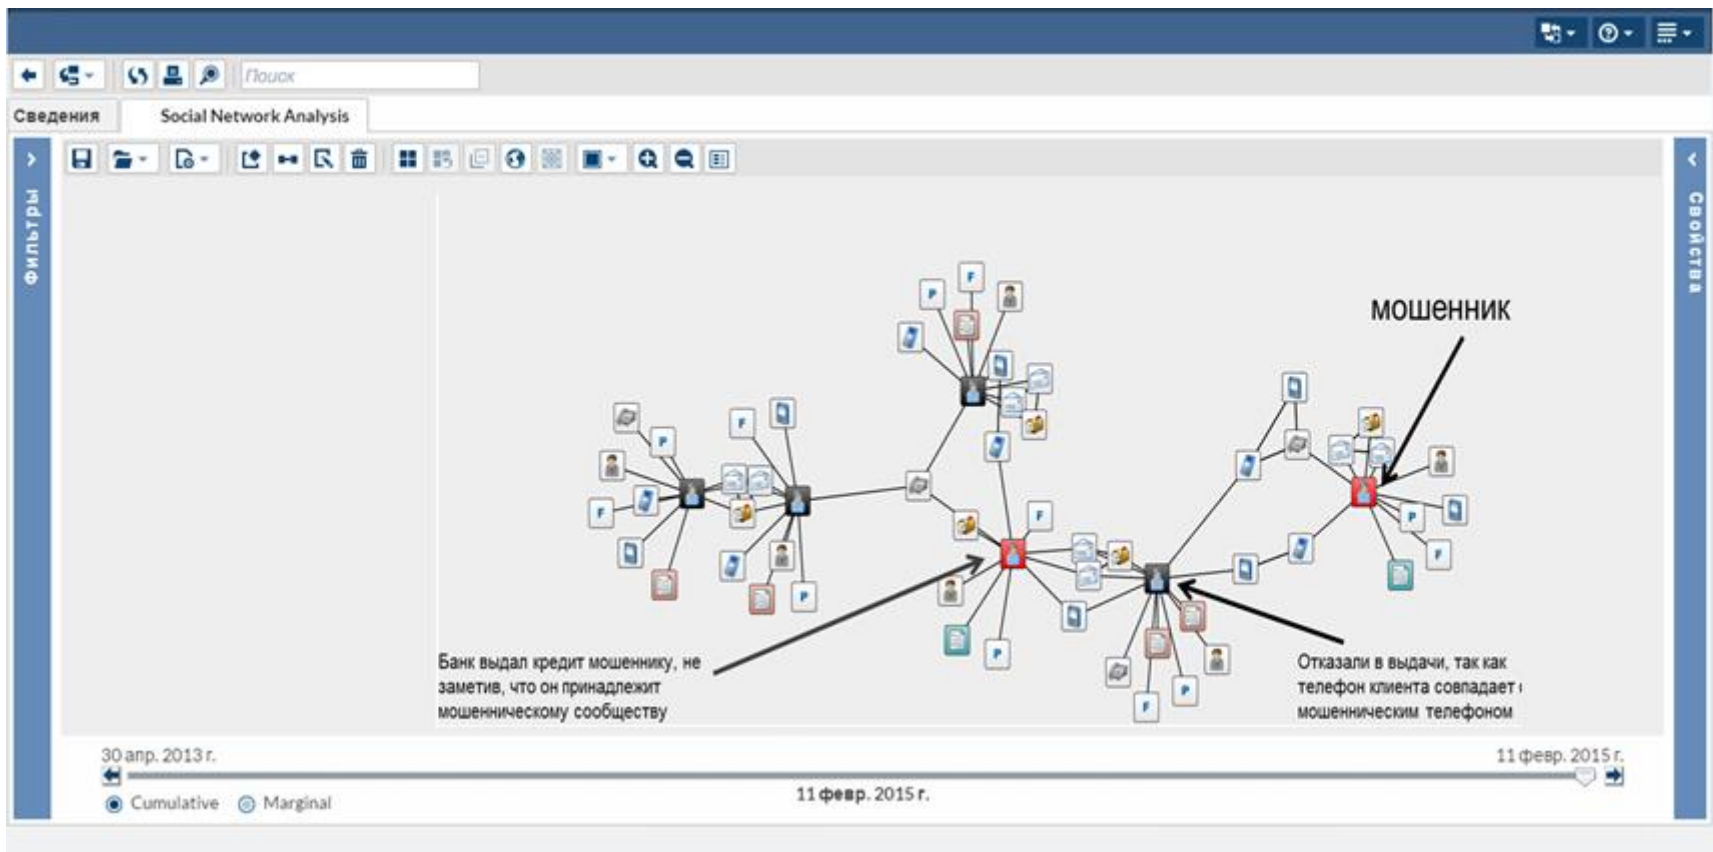 Поиск
Сведения
Social Network Analysis
Фильтры
Свойства
F
P
мошенник
F
P
F
F
P
F
P
F
P
Банк выдал кредит мошеннику, не
заметив, что он принадлежит
мошенническому сообществу
P
F
Отказали в выдачи, так как
телефон клиента совпадает
мошенническим телефоном
30 апр. 2013 г.
11 февр. 2015 г.
Cumulative
Marginal
11 февр. 2015 г.